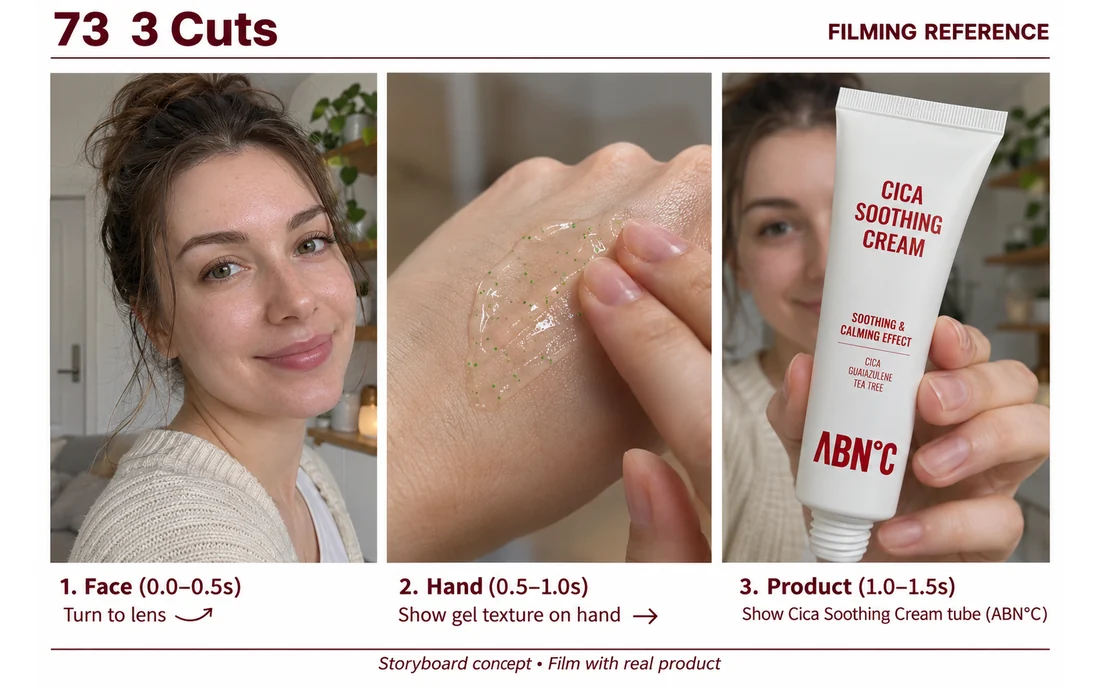 73 3 Cuts
FILMING REFERENCE
CICA
SOOTHING
CREAM
SOOTHING &
CALMING EFFECT
CICA
GUAIAZULENE
TEA TREE
ΛBN°C
1. Face (0.0–0.5s)
Turn to lens
2. Hand (0.5–1.0s)
Show gel texture on hand →
3. Product (1.0–1.5s)
Show Cica Soothing Cream tube (ABN°C)
Storyboard concept • Film with real product